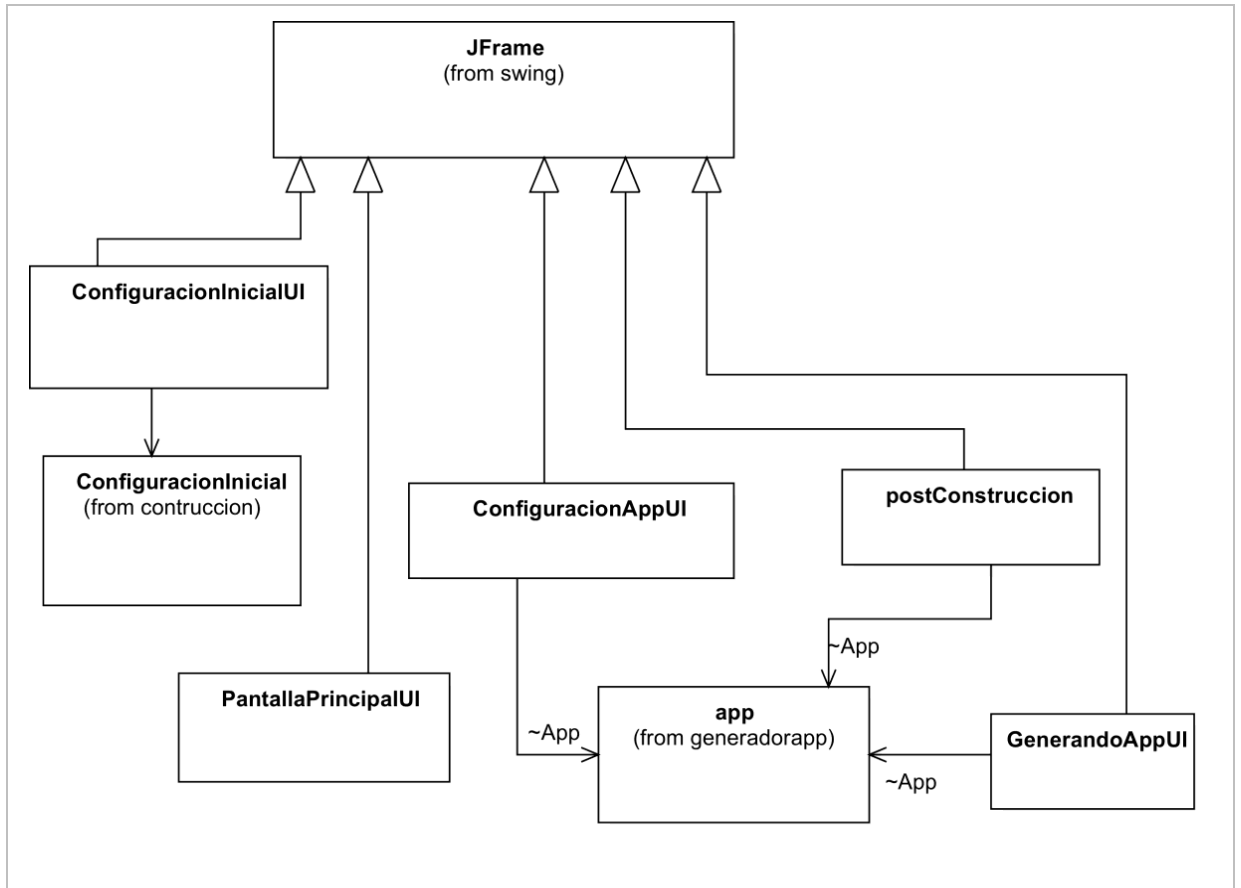 JFrame
(from swing)
ConfiguracionInicialUI
ConfiguracionInicial
(from contruccion)
ConfiguracionAppUI
postConstruccion
~App
PantallaPrincipalUI
app
(from generadorapp)
~App
GenerandoAppUI
~App